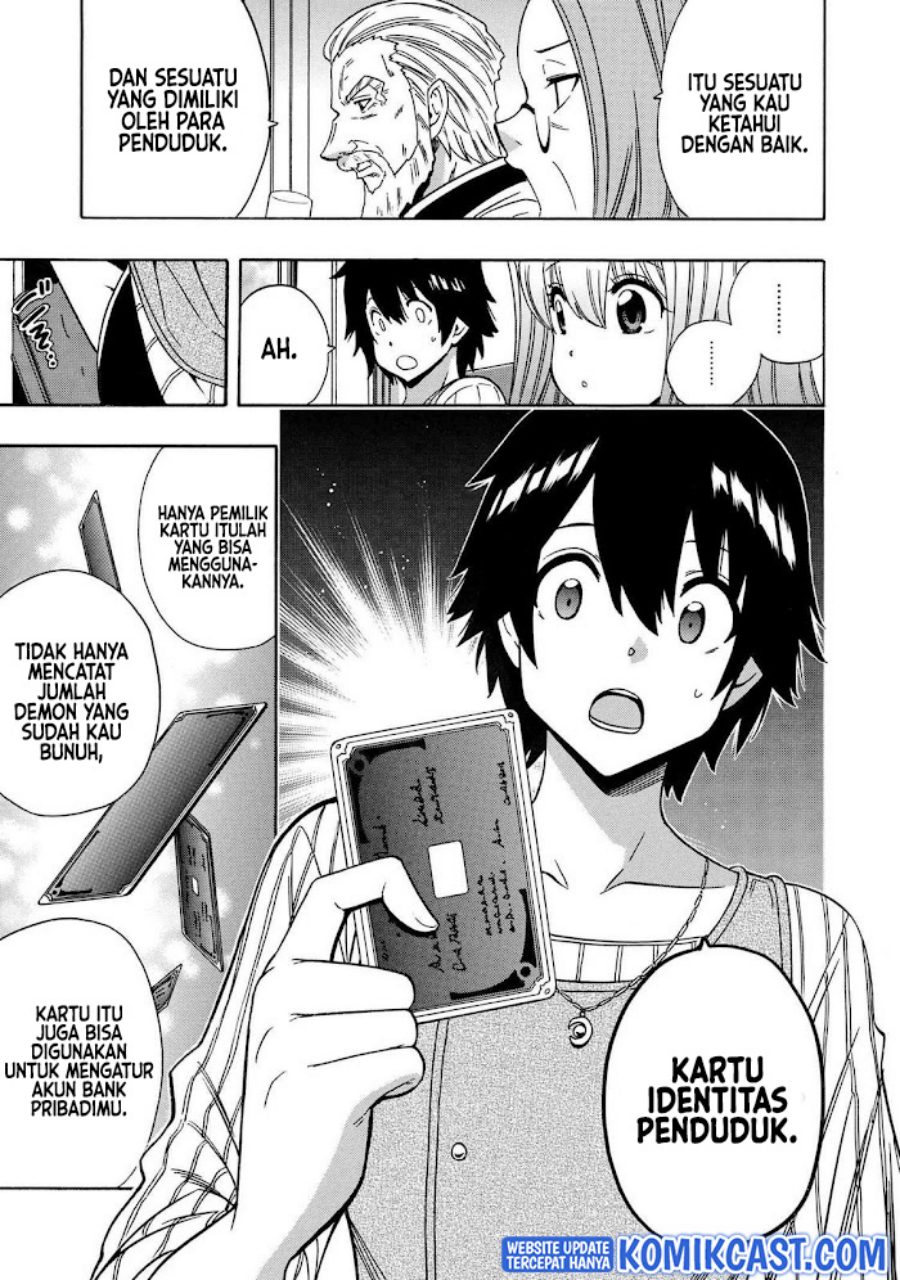 ITU SESUATU
YANG KAU
KETAHUI
DENGAN BAIK.
DAN SESUATU
YANG DIMILIKI
OLEH PARA
PENDUDUK.
AH.
KARTU
IDENTITAS
PENDUDUK.
HANYA PEMILIK
KARTU ITULAH
YANG BISA
MENGGUNA-
KANNYA.
TIDAK HANYA
MENCATAT
JUMLAH
DEMON YANG
SUDAH KAU
BUNUH,
KARTU ITU
JUGA BISA
DIGUNAKAN
UNTUK MENGATUR
AKUN BANK
PRIBADIMU.
WEBSITE UPDATE
TERCEPAT HANYA
KOMIKCAST.COM